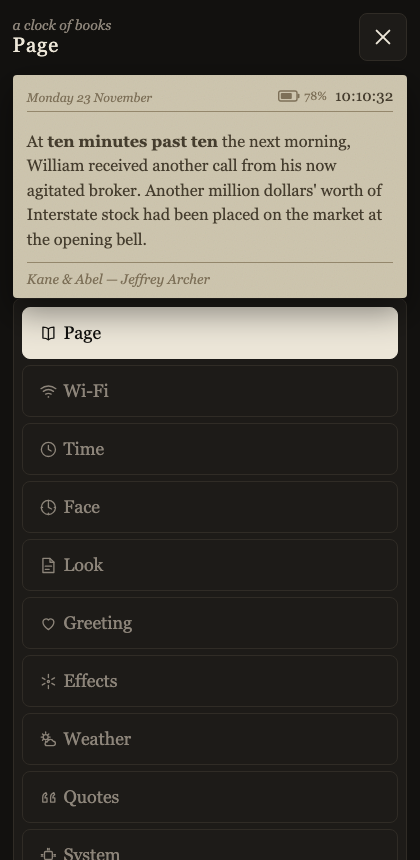 a clock of books
Page
Monday 23 November
78% 10:10:32
At ten minutes past ten the next morning,
William received another call from his now
agitated broker. Another million dollars' worth of
Interstate stock had been placed on the market at
the opening bell.
Kane & Abel — Jeffrey Archer
Page
Wi-Fi
Time
Face
Look
Greeting
Effects
Weather
Quotes
System